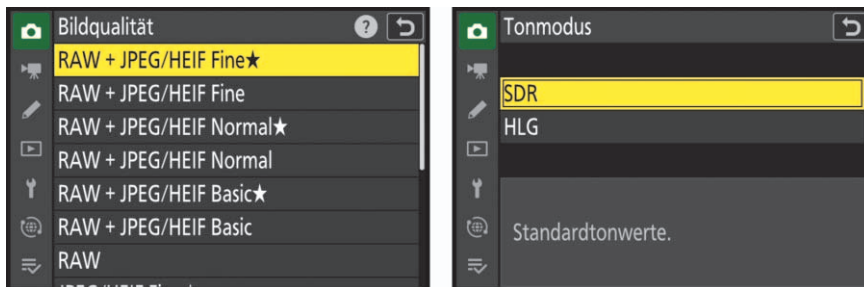 Bildqualität
RAW + JPEG/HEIF Fine★
RAW + JPEG/HEIF Fine
RAW + JPEG/HEIF Normal★
RAW + JPEG/HEIF Normal
RAW + JPEG/HEIF Basic★
RAW + JPEG/HEIF Basic
RAW
Tonmodus
SDR
HLG
Standardtonwerte.